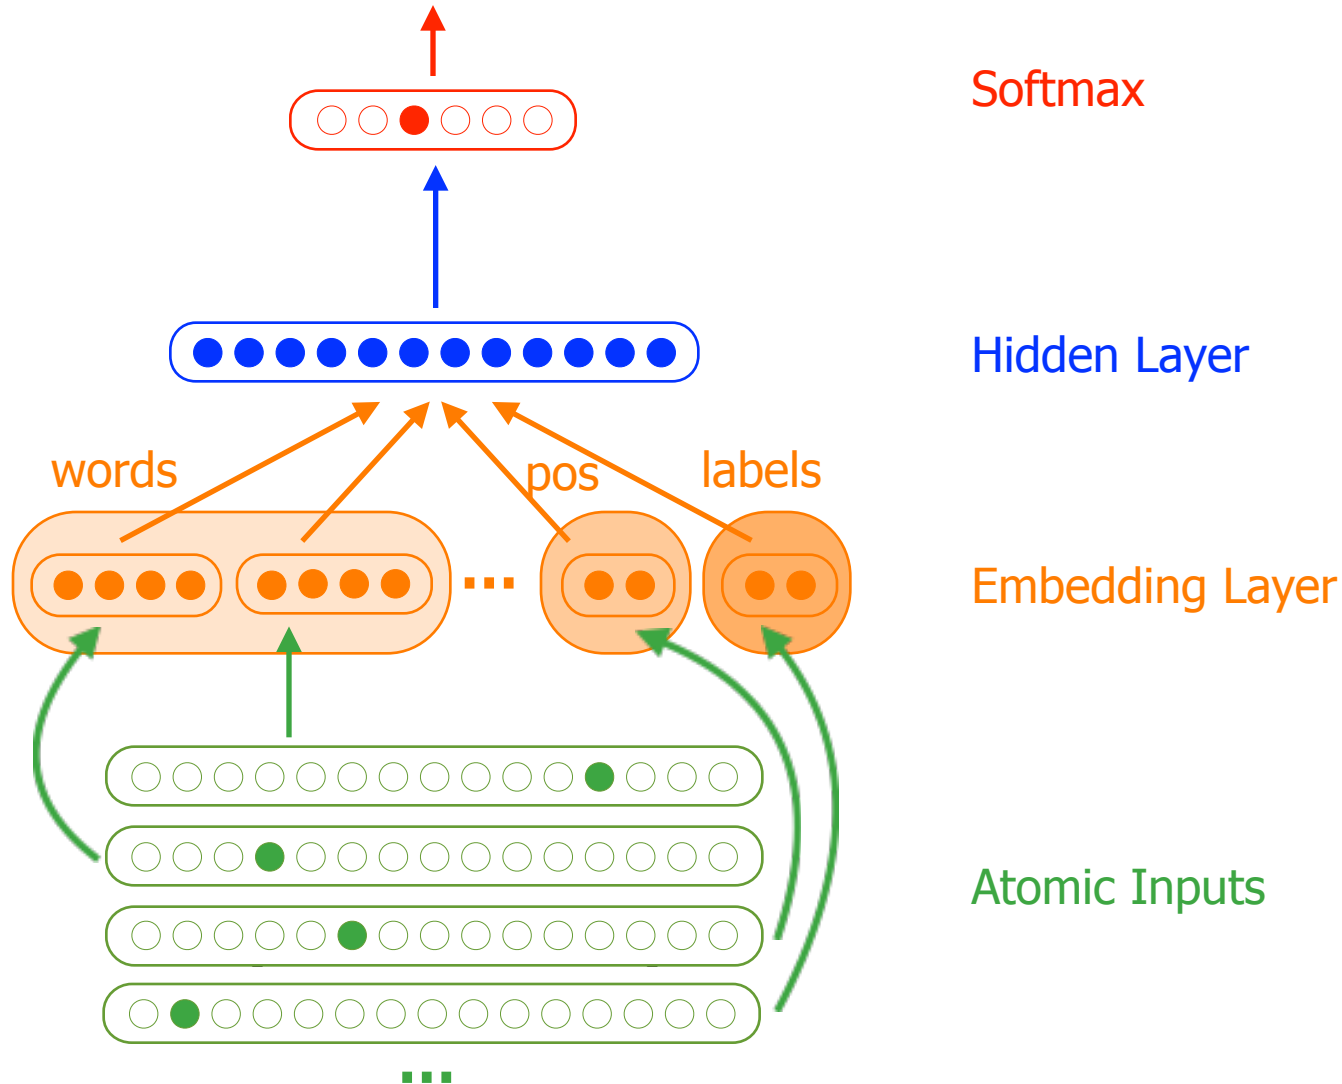 Softmax
Hidden Layer
words
pos
labels
...
Embedding Layer
Atomic Inputs
...